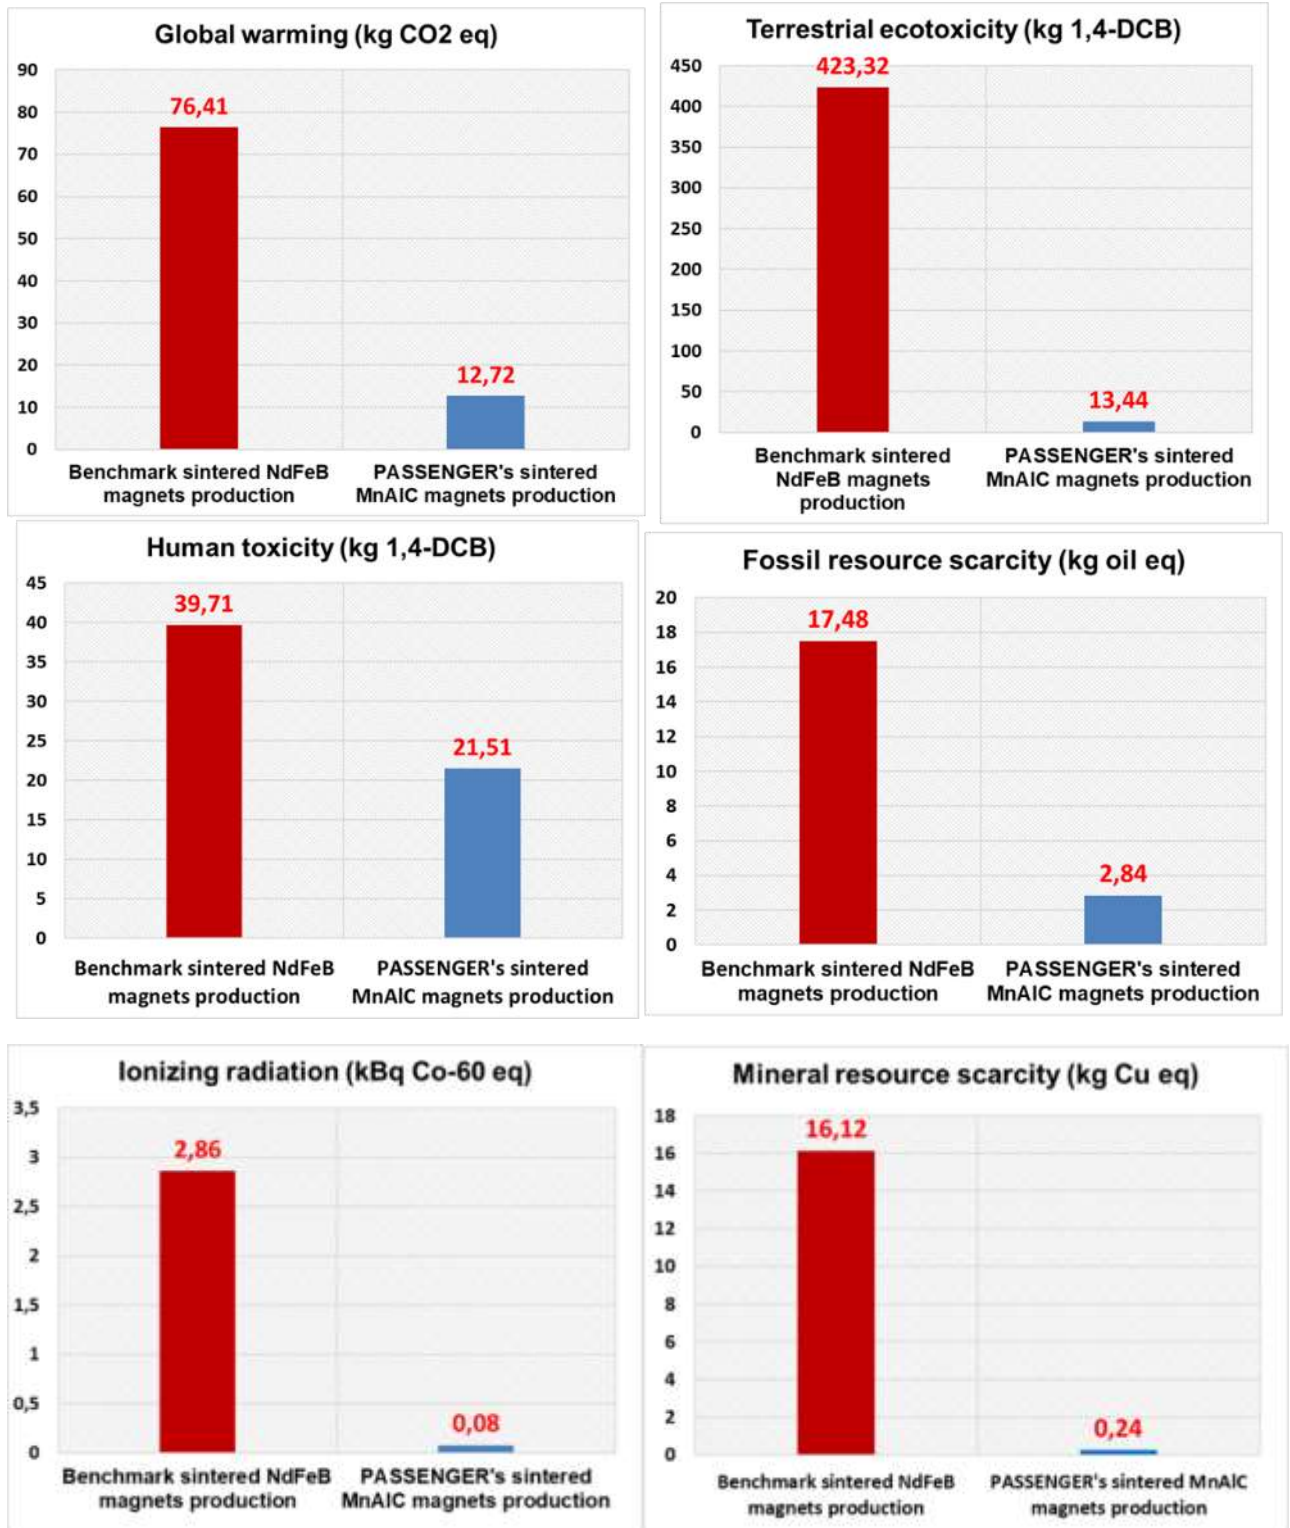 Global warming (kg CO2 eq)
90
80
70
60
50
40
30
20
10
0
76,41
12,72
Benchmark sintered NdFeB
magnets production
PASSENGER's sintered
MnAlC magnets production
Terrestrial ecotoxicity (kg 1,4-DCB)
450
400
350
300
250
200
150
100
50
0
423,32
13,44
Benchmark sintered
NdFeB magnets
production
PASSENGER's sintered
MnAlC magnets production
Human toxicity (kg 1,4-DCB)
45
40
35
30
25
20
15
10
5
0
39,71
21,51
Benchmark sintered NdFeB
magnets production
PASSENGER's sintered
MnAlC magnets production
Fossil resource scarcity (kg oil eq)
20
18
16
14
12
10
8
6
4
2
0
17,48
2,84
Benchmark sintered NdFeB
magnets production
PASSENGER's sintered
MnAlC magnets production
Ionizing radiation (kBq Co-60 eq)
3,5
3
2,5
2
1,5
1
0,5
0
2,86
0,08
Benchmark sintered NdFeB
magnets production
PASSENGER's sintered
MnAlC magnets production
Mineral resource scarcity (kg Cu eq)
18
16
14
12
10
8
6
4
2
0
16,12
0,24
Benchmark sintered NdFeB
magnets production
PASSENGER's sintered MnAlC
magnets production